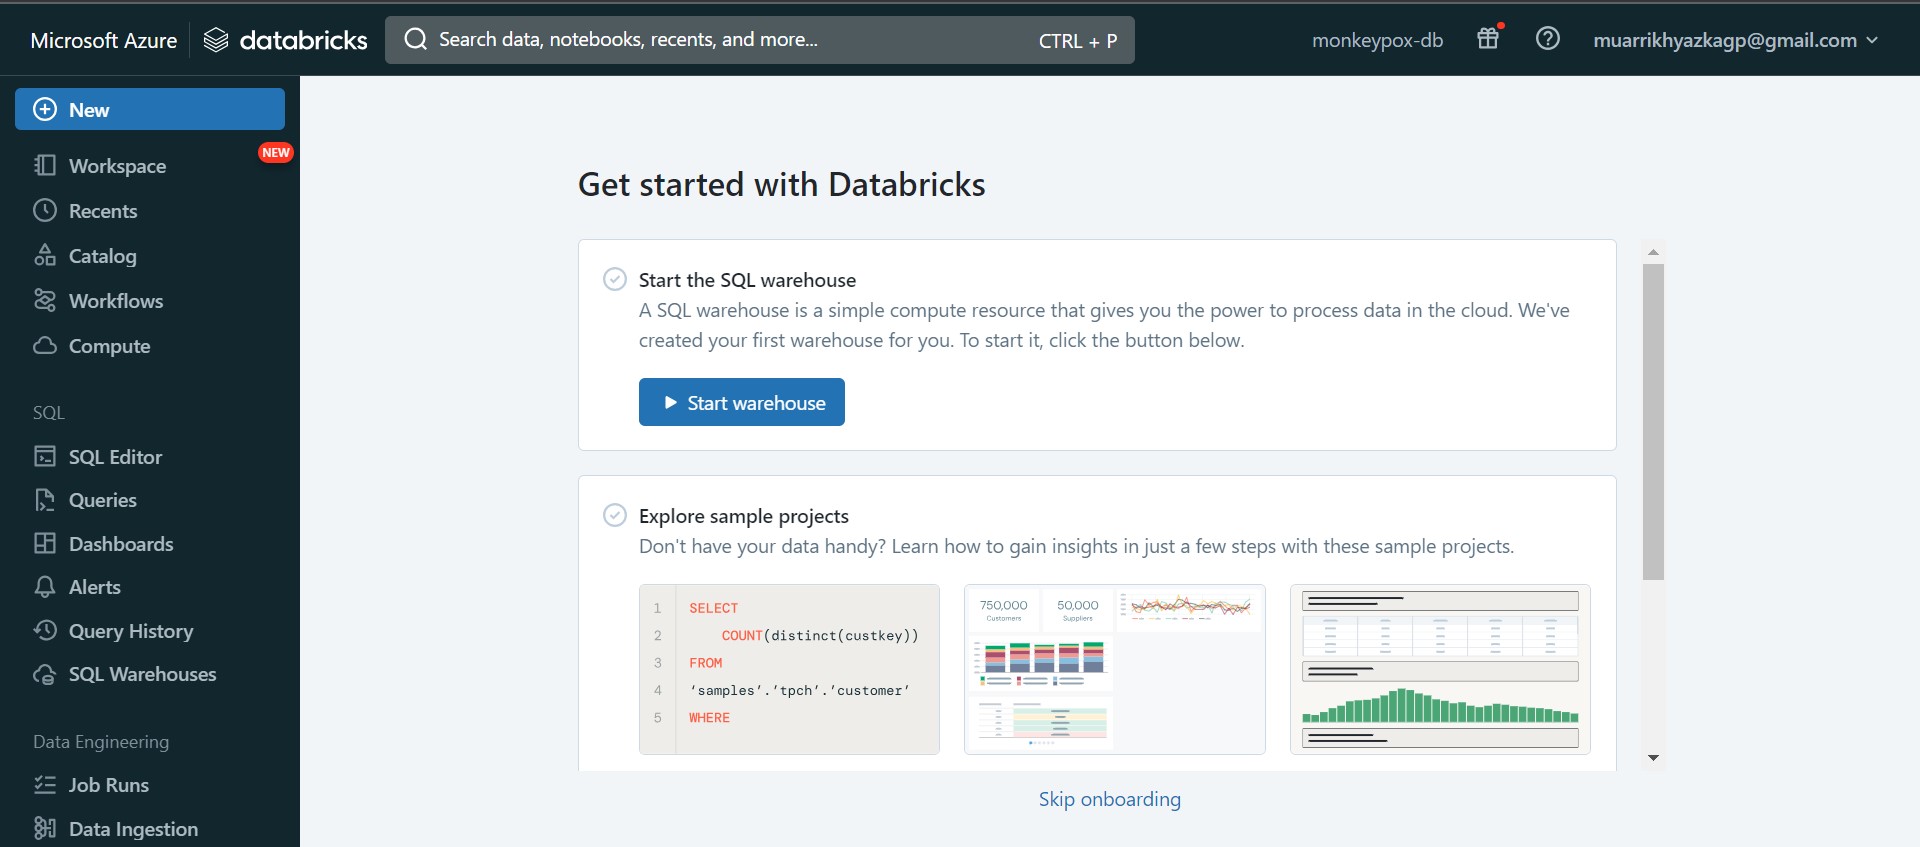 Microsoft Azure
databricks
Search data, notebooks, recents, and more...
CTRL + P
monkeypox-db
muarrikhyazkagp@gmail.com
New
Workspace
NEW
Recents
Catalog
Workflows
Compute
SQL
SQL Editor
Queries
Dashboards
Alerts
Query History
SQL Warehouses
Data Engineering
Job Runs
Data Ingestion
Get started with Databricks
Start the SQL warehouse
A SQL warehouse is a simple compute resource that gives you the power to process data in the cloud. We've
created your first warehouse for you. To start it, click the button below.
Start warehouse
Explore sample projects
Don't have your data handy? Learn how to gain insights in just a few steps with these sample projects.
1 SELECT
2 COUNT(distinct(custkey))
3 FROM
4 ‘samples’.’tpch’.’customer’
5 WHERE
750,000
Customers
50,000
Suppliers
Skip onboarding